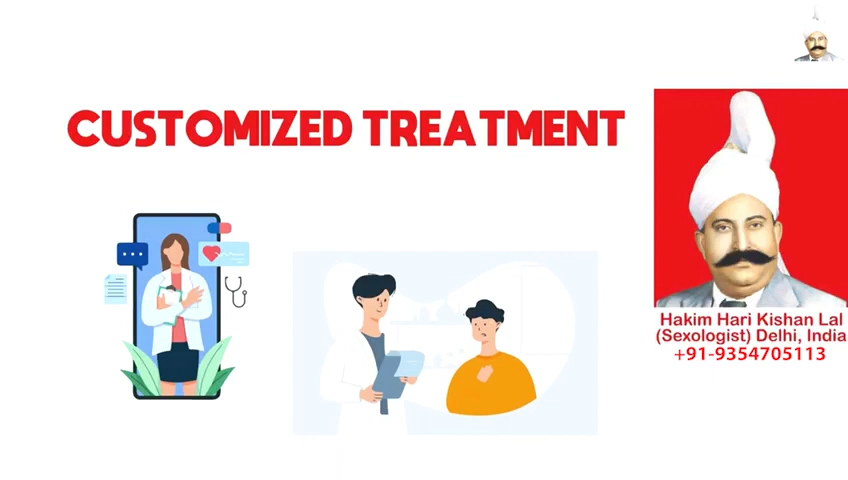 CUSTOMIZED TREATMENT
Hakim Hari Kishan Lal
(Sexologist) Delhi, India
+91-9354705113